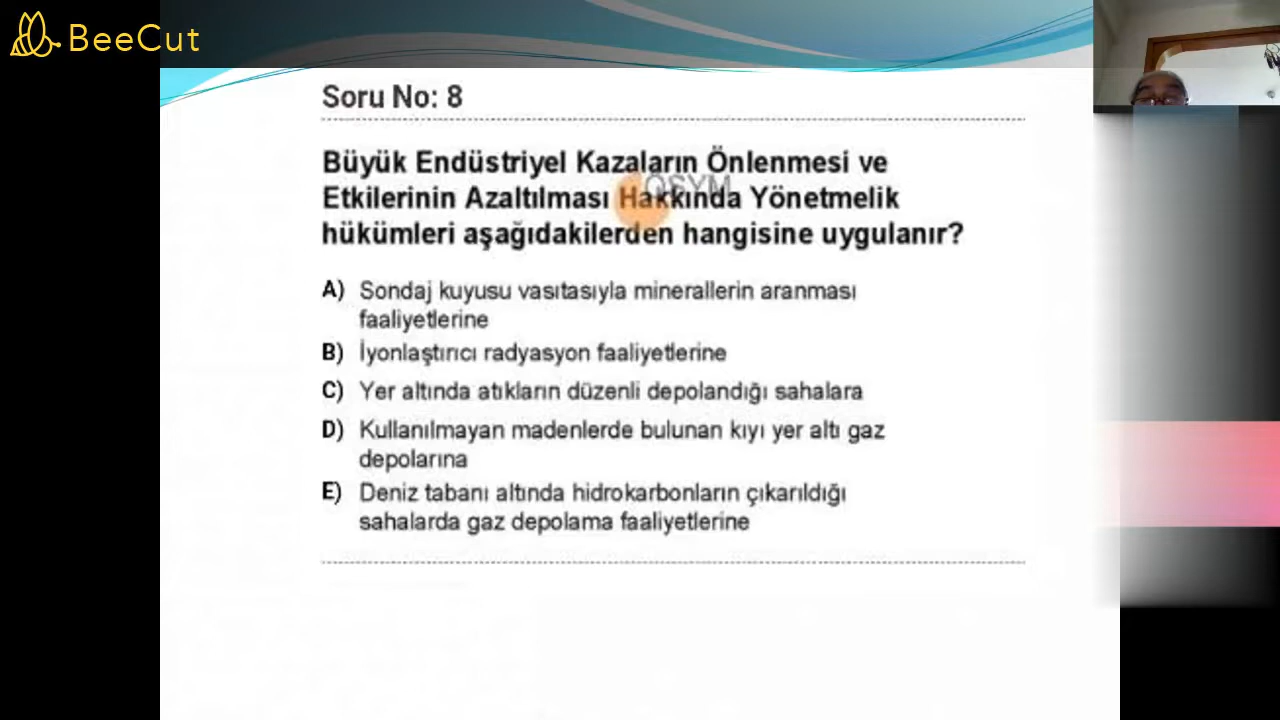 BeeCut
Soru No: 8
Büyük Endüstriyel Kazaların Önlenmesi ve
Etkilerinin Azaltılması Hakkında Yönetmelik
hükümleri aşağıdakilerden hangisine uygulanır?
ÖSYM
A) Sondaj kuyusu vasıtasıyla minerallerin aranması
faaliyetlerine
B) İyonlaştırıcı radyasyon faaliyetlerine
C) Yer altında atıkların düzenli depolandığı sahalara
D) Kullanılmayan madenlerde bulunan kıyı yer altı gaz
depolarına
E) Deniz tabanı altında hidrokarbonların çıkarıldığı
sahalarda gaz depolama faaliyetlerine